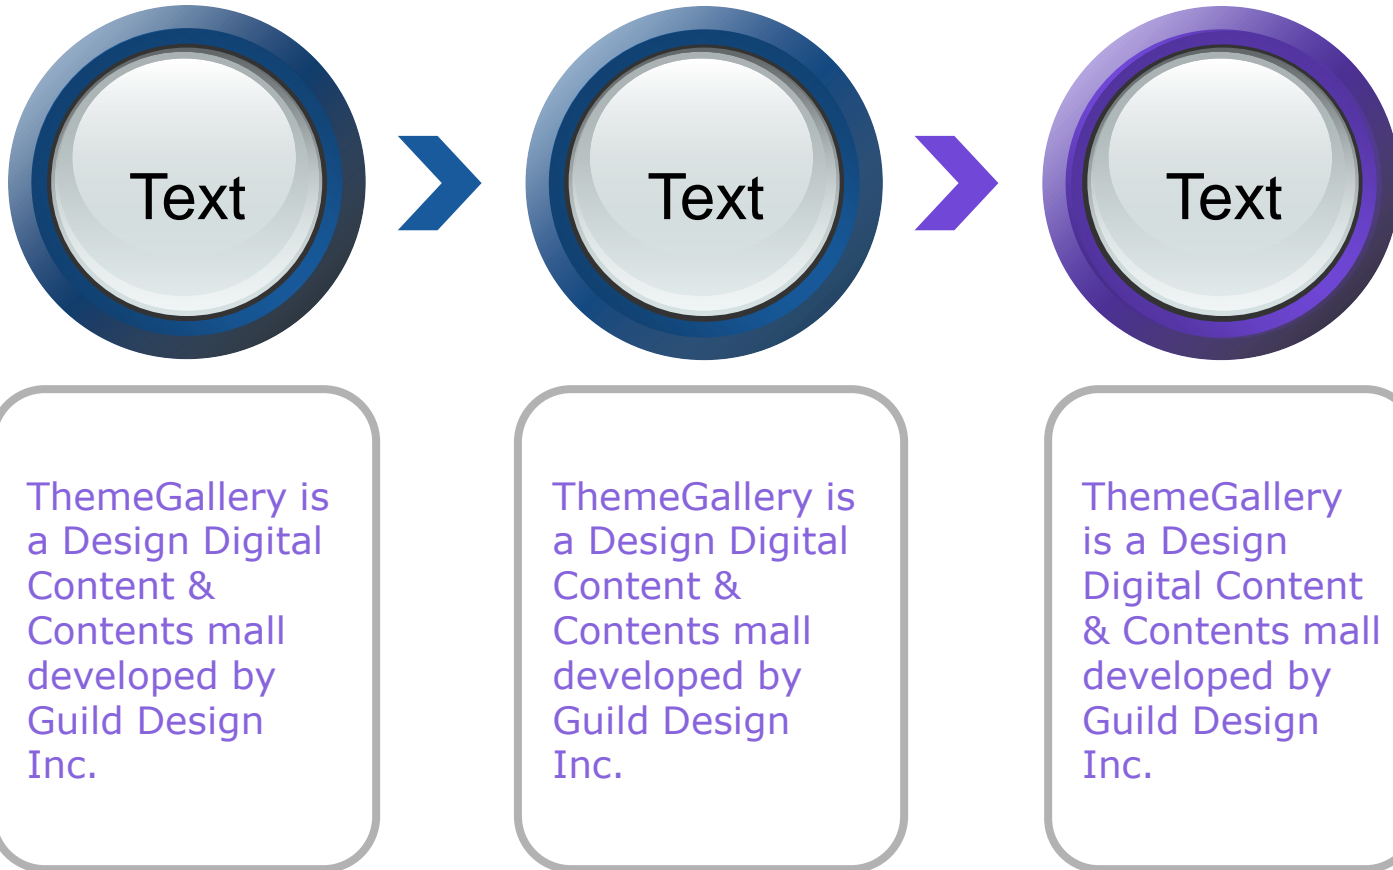 Text
Text
Text
ThemeGallery is
a Design Digital
Content &
Contents mall
developed by
Guild Design
Inc.
ThemeGallery is
a Design Digital
Content &
Contents mall
developed by
Guild Design
Inc.
ThemeGallery
is a Design
Digital Content
& Contents mall
developed by
Guild Design
Inc.